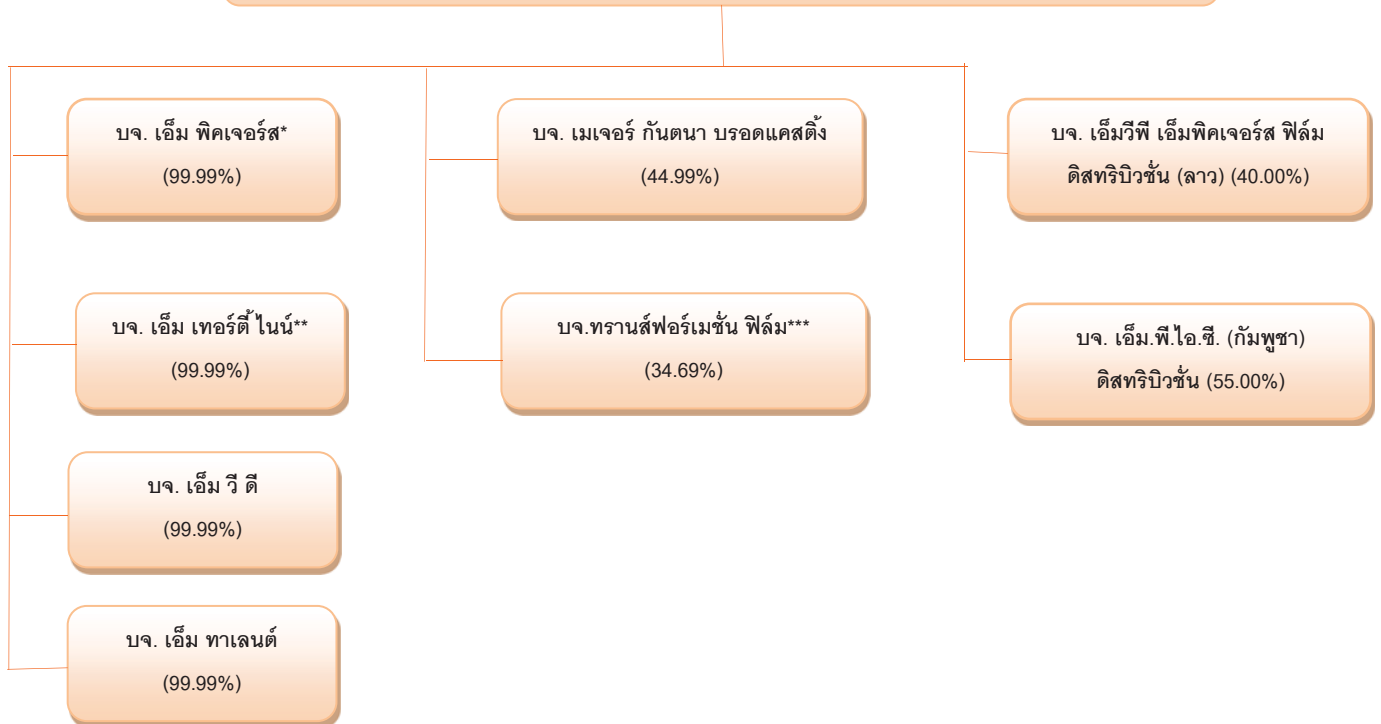 บจ. เอ็ม พิคเจอร์ส*
(99.99%)
บจ. เอ็ม เทอร์ตี้ ไนน์**
(99.99%)
บจ. เอ็ม วี ดี
(99.99%)
บจ. เอ็ม ทาเลนต์
(99.99%)
บจ. เมเจอร์ กันตนา บรอดแคสติ้ง
(44.99%)
บจ.ทรานส์ฟอร์เมชั่น ฟิล์ม***
(34.69%)
บจ. เอ็มวีพี เอ็มพิคเจอร์ส ฟิล์ม
ดิสทริบิวชั่น (ลาว) (40.00%)
บจ. เอ็ม.พี.ไอ.ซี. (กัมพูชา)
ดิสทริบิวชั่น (55.00%)